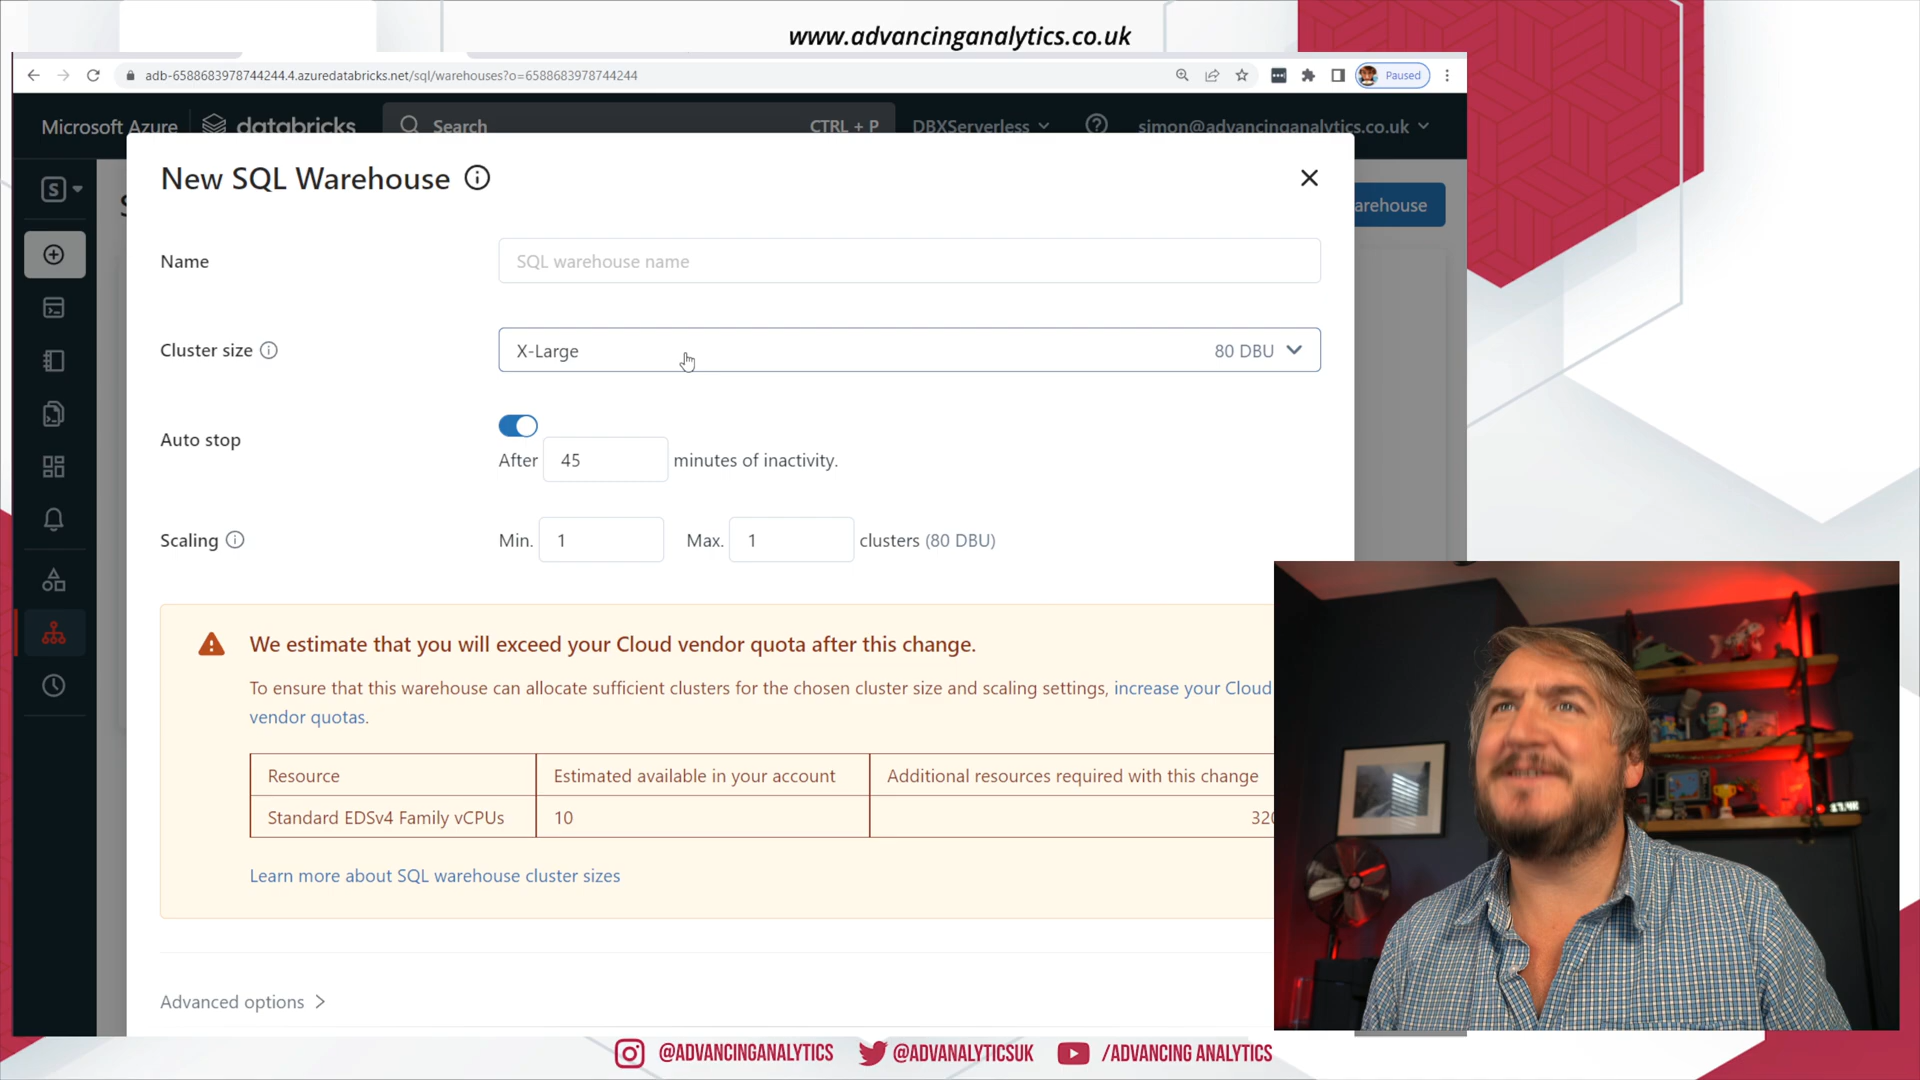 www.advancinganalytics.co.uk
adb-6588683978744244.4.azuredatabricks.net/sql/warehouses?o=6588683978744244
Paused
Microsoft Azure
databricks
Search
CTRL + P
DBXServerless
simon@advancinganalytics.co.uk
S
arehouse
New SQL Warehouse
Name
SQL warehouse name
Cluster size
X-Large
80 DBU
Auto stop
After 45 minutes of inactivity.
Scaling
Min. 1 Max. 1 clusters (80 DBU)
We estimate that you will exceed your Cloud vendor quota after this change.
To ensure that this warehouse can allocate sufficient clusters for the chosen cluster size and scaling settings, increase your Cloud
vendor quotas.
Resource Estimated available in your account Additional resources required with this change
Standard EDSv4 Family vCPUs 10 320
Learn more about SQL warehouse cluster sizes
Advanced options
@ADVANCINGANALYTICS @ADVANALYTICSUK /ADVANCING ANALYTICS